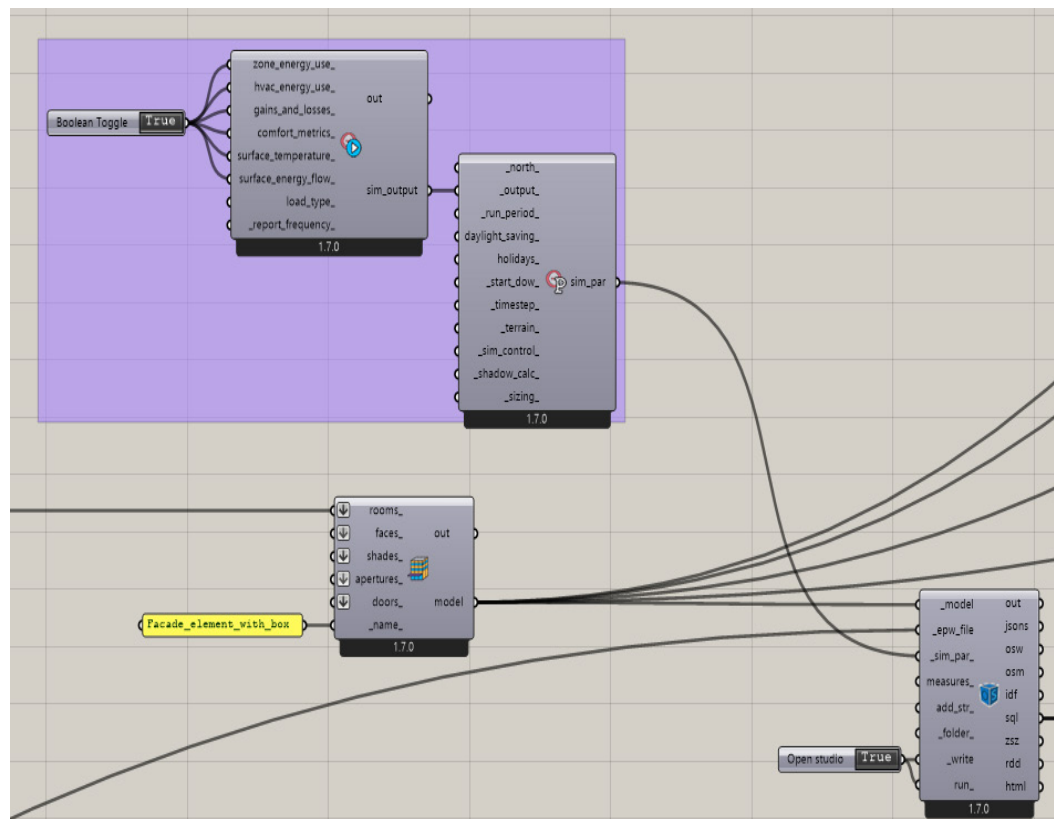 Boolean Toggle True
zone_energy_use_
hvac_energy_use_
gains_and_losses_
comfort_metrics_
surface_temperature_
surface_energy_flow_
load_type_
_report_frequency_
out
sim_output
1.7.0
_north_
_output_
_run_period_
daylight_saving_
holidays_
_start_dow_
_timestep_
_terrain_
_sim_control_
_shadow_calc_
_sizing_
sim_par
1.7.0
Facade_element_with_box
rooms_
faces_
shades_
apertures_
doors_
_name_
out
model
1.7.0
Open studio True
_model
_epw_file
_sim_par_
measures_
add_str_
_folder_
_write
run_
out
jsons
osw
osm
idf
sql
zsz
rdd
html
1.7.0